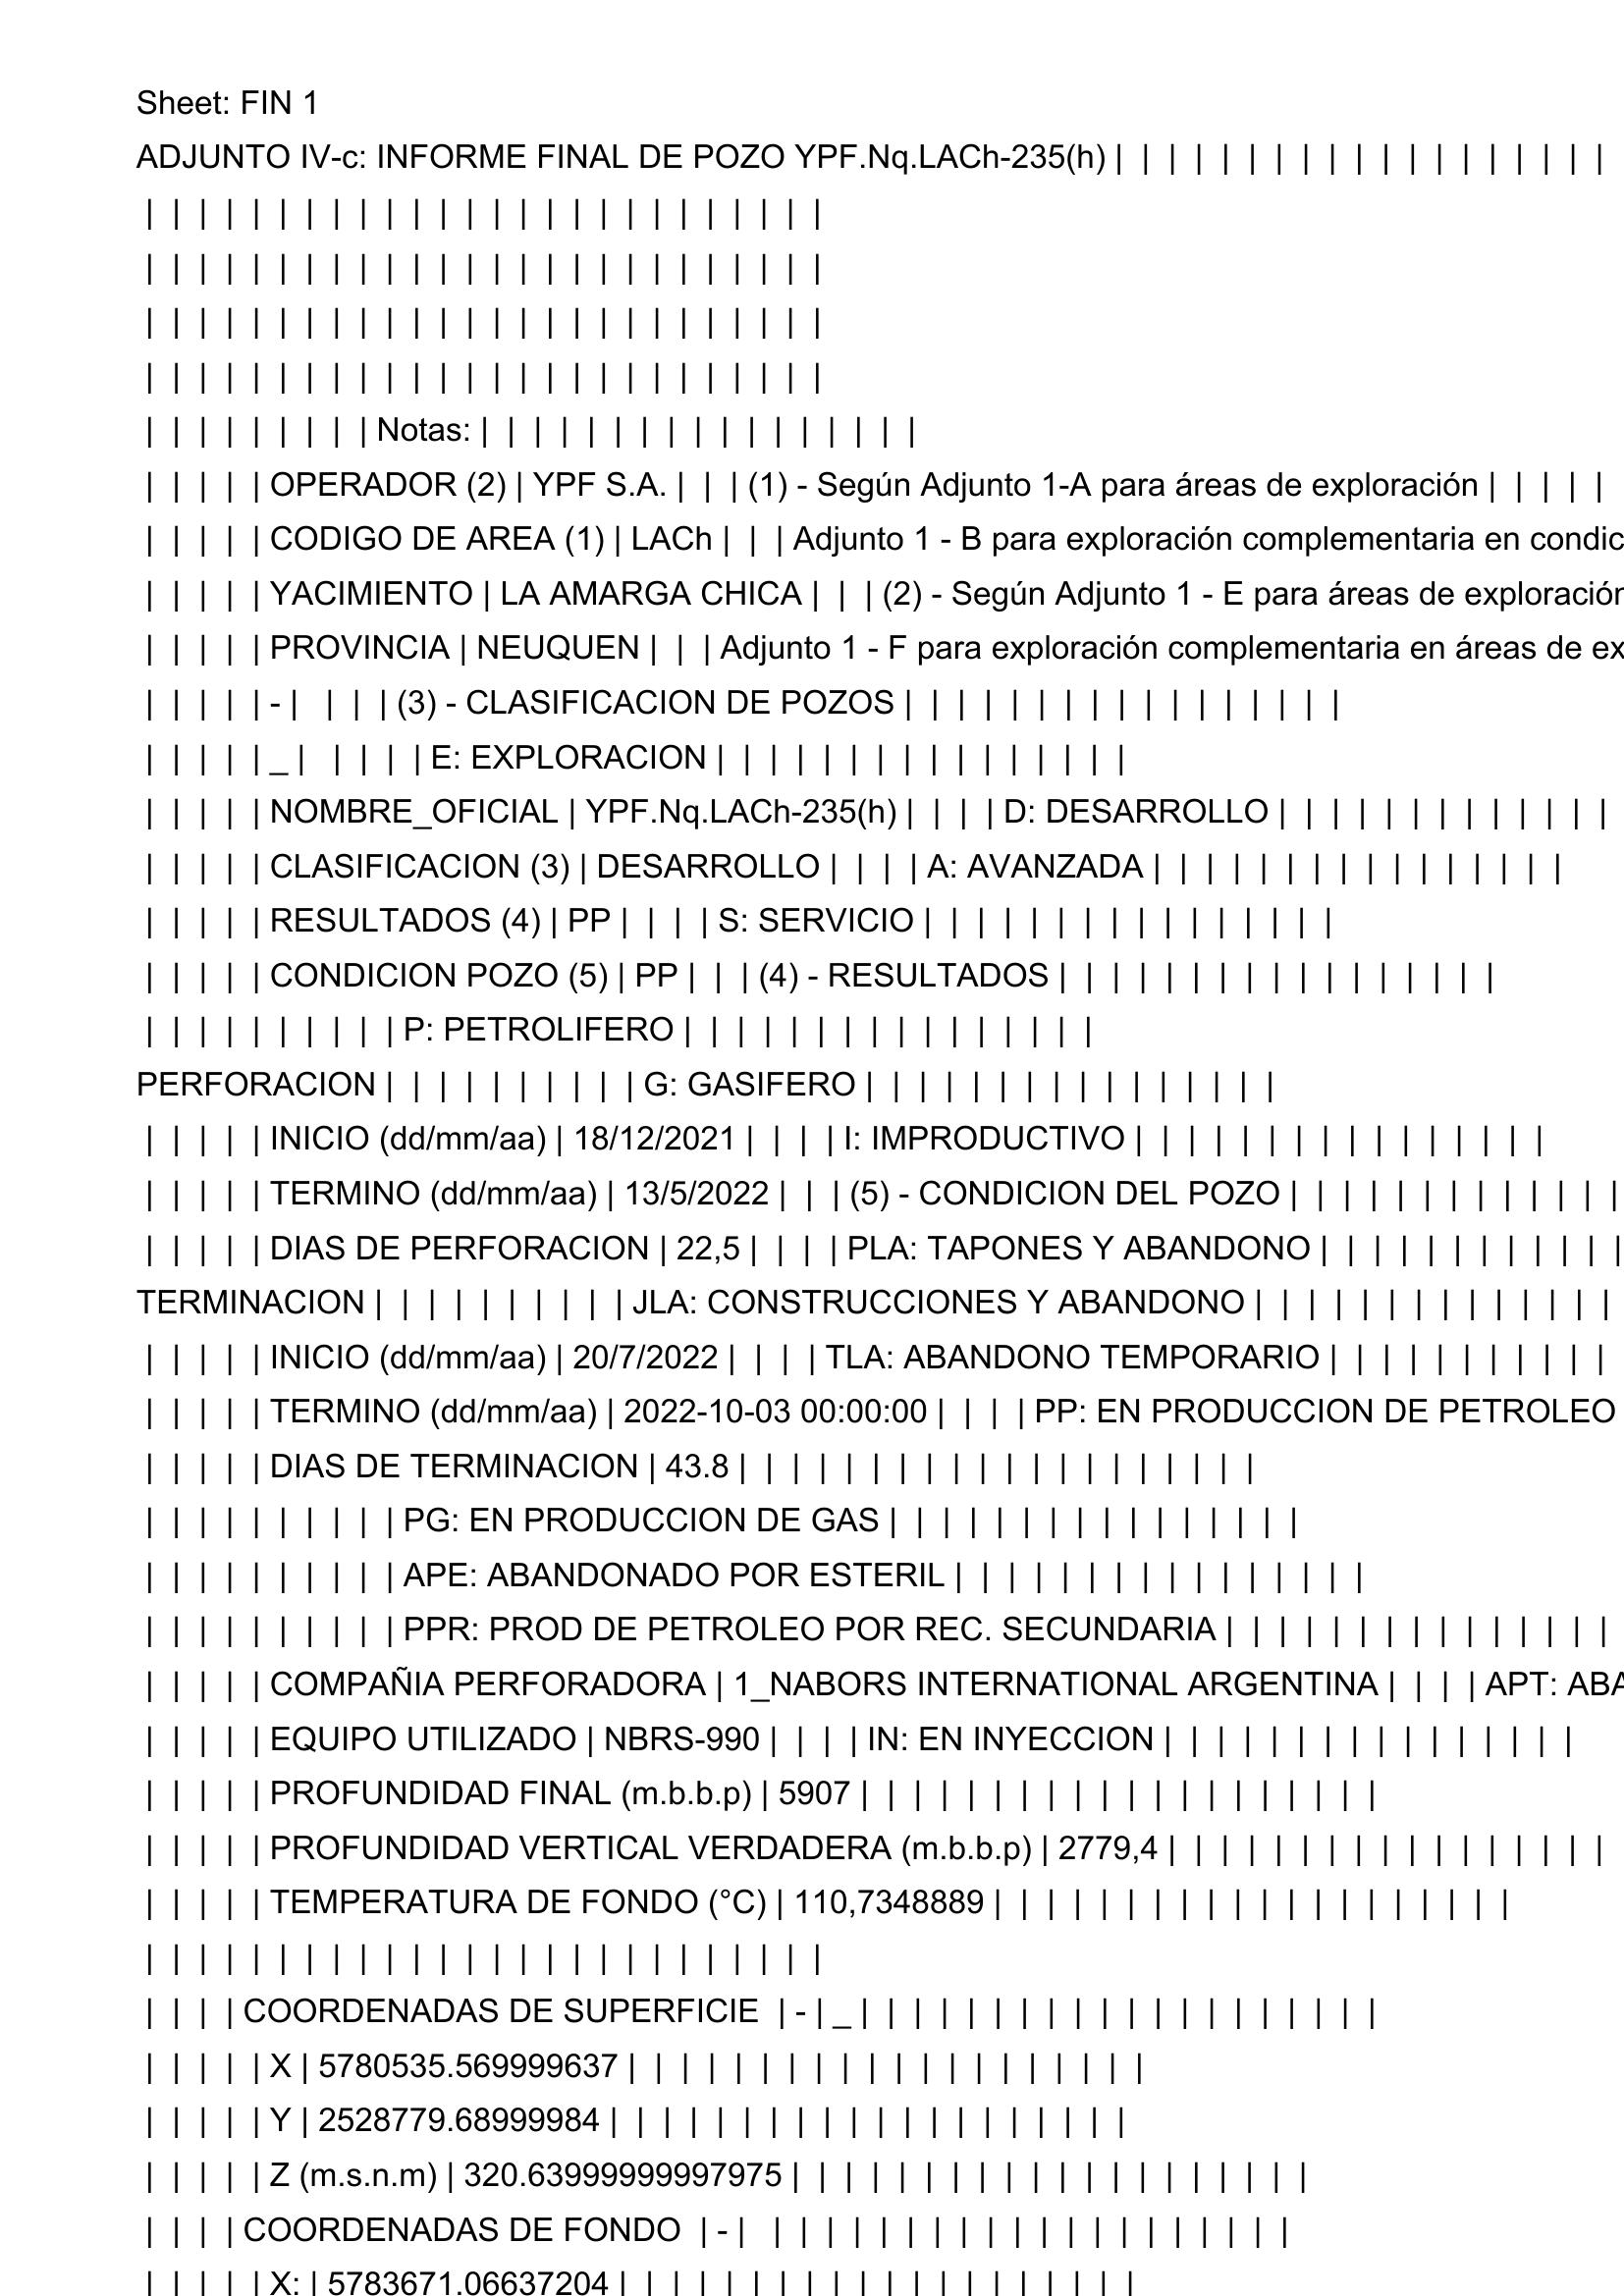 Sheet: FIN 1
ADJUNTO IV-c: INFORME FINAL DE POZO YPF.Nq.LACh-235(h) | | | | | | | | | | | | | | | | | | |
| | | | | | | | | | | | | | | | | | | | | | | | | |
| | | | | | | | | | | | | | | | | | | | | | | | | |
| | | | | | | | | | | | | | | | | | | | | | | | | |
| | | | | | | | | | | | | | | | | | | | | | | | | |
| | | | | | | | | Notas: | | | | | | | | | | | | | | | | |
| | | | | OPERADOR (2) | YPF S.A. | | | (1) - Según Adjunto 1-A para áreas de exploración | | | | |
| | | | | CODIGO DE AREA (1) | LACh | | | Adjunto 1 - B para exploración complementaria en condic
| | | | | YACIMIENTO | LA AMARGA CHICA | | | (2) - Según Adjunto 1 - E para áreas de exploración
| | | | | PROVINCIA | NEUQUEN | | | Adjunto 1 - F para exploración complementaria en áreas de ex
| | | | | - | | | | (3) - CLASIFICACION DE POZOS | | | | | | | | | | | | | | | | |
| | | | | _ | | | | | E: EXPLORACION | | | | | | | | | | | | | | | |
| | | | | NOMBRE_OFICIAL | YPF.Nq.LACh-235(h) | | | | D: DESARROLLO | | | | | | | | | | | | |
| | | | | CLASIFICACION (3) | DESARROLLO | | | | A: AVANZADA | | | | | | | | | | | | | | | |
| | | | | RESULTADOS (4) | PP | | | | S: SERVICIO | | | | | | | | | | | | | | | |
| | | | | CONDICION POZO (5) | PP | | | (4) - RESULTADOS | | | | | | | | | | | | | | | | |
| | | | | | | | | | P: PETROLIFERO | | | | | | | | | | | | | | | |
PERFORACION | | | | | | | | | | G: GASIFERO | | | | | | | | | | | | | | | |
| | | | | INICIO (dd/mm/aa) | 18/12/2021 | | | | I: IMPRODUCTIVO | | | | | | | | | | | | | | | |
| | | | | TERMINO (dd/mm/aa) | 13/5/2022 | | | (5) - CONDICION DEL POZO | | | | | | | | | | | | |
| | | | | DIAS DE PERFORACION | 22,5 | | | | PLA: TAPONES Y ABANDONO | | | | | | | | | | | |
TERMINACION | | | | | | | | | | JLA: CONSTRUCCIONES Y ABANDONO | | | | | | | | | | | | | |
| | | | | INICIO (dd/mm/aa) | 20/7/2022 | | | | TLA: ABANDONO TEMPORARIO | | | | | | | | | | |
| | | | | TERMINO (dd/mm/aa) | 2022-10-03 00:00:00 | | | | PP: EN PRODUCCION DE PETROLEO
| | | | | DIAS DE TERMINACION | 43.8 | | | | | | | | | | | | | | | | | | | |
| | | | | | | | | | PG: EN PRODUCCION DE GAS | | | | | | | | | | | | | | | |
| | | | | | | | | | APE: ABANDONADO POR ESTERIL | | | | | | | | | | | | | | | |
| | | | | | | | | | PPR: PROD DE PETROLEO POR REC. SECUNDARIA | | | | | | | | | | | | | | |
| | | | | COMPAÑIA PERFORADORA | 1_NABORS INTERNATIONAL ARGENTINA | | | | APT: ABA
| | | | | EQUIPO UTILIZADO | NBRS-990 | | | | IN: EN INYECCION | | | | | | | | | | | | | | | |
| | | | | PROFUNDIDAD FINAL (m.b.b.p) | 5907 | | | | | | | | | | | | | | | | | | | |
| | | | | PROFUNDIDAD VERTICAL VERDADERA (m.b.b.p) | 2779,4 | | | | | | | | | | | | | | | | |
| | | | | TEMPERATURA DE FONDO (°C) | 110,7348889 | | | | | | | | | | | | | | | | | | | |
| | | | | | | | | | | | | | | | | | | | | | | | | |
| | | | COORDENADAS DE SUPERFICIE | - | _ | | | | | | | | | | | | | | | | | | | |
| | | | | X | 5780535.569999637 | | | | | | | | | | | | | | | | | | | |
| | | | | Y | 2528779.68999984 | | | | | | | | | | | | | | | | | | | |
| | | | | Z (m.s.n.m) | 320.63999999997975 | | | | | | | | | | | | | | | | | | | |
| | | | COORDENADAS DE FONDO | - | | | | | | | | | | | | | | | | | | | |
| | | | | X: | 5783671.06637204 | | | | | | | | | | | | | | | | | | | |